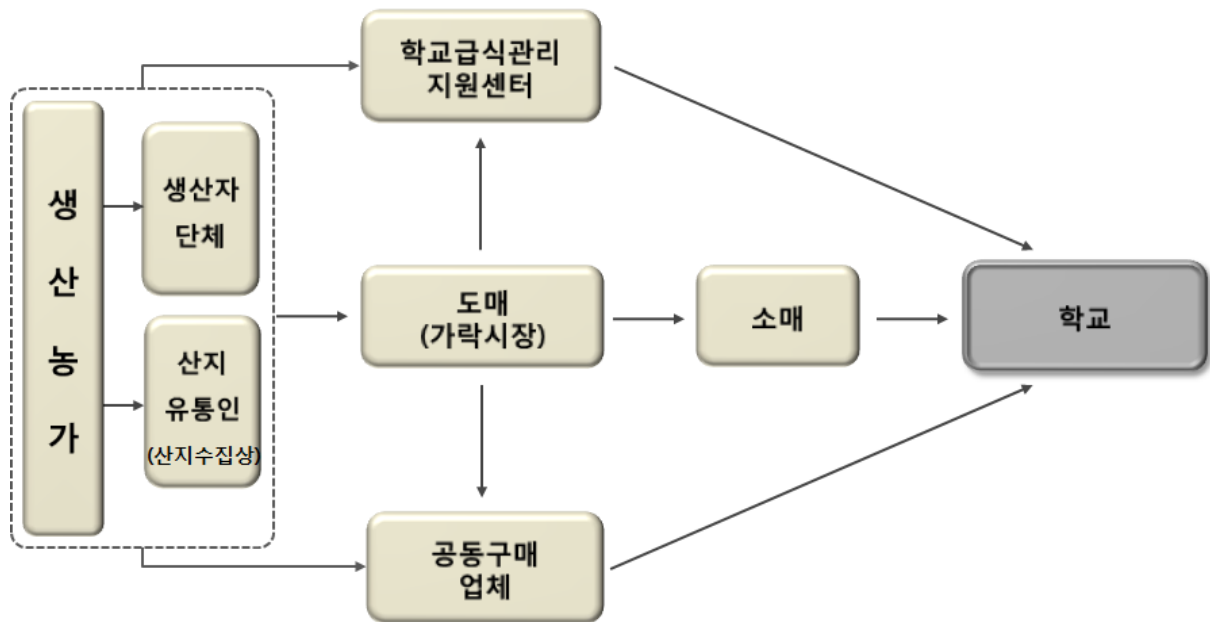 생
산
농
가
생산자
단체
산지
유통인
(산지수집상)
학교급식관리
지원센터
도매
(가락시장)
공동구매
업체
소매
학교